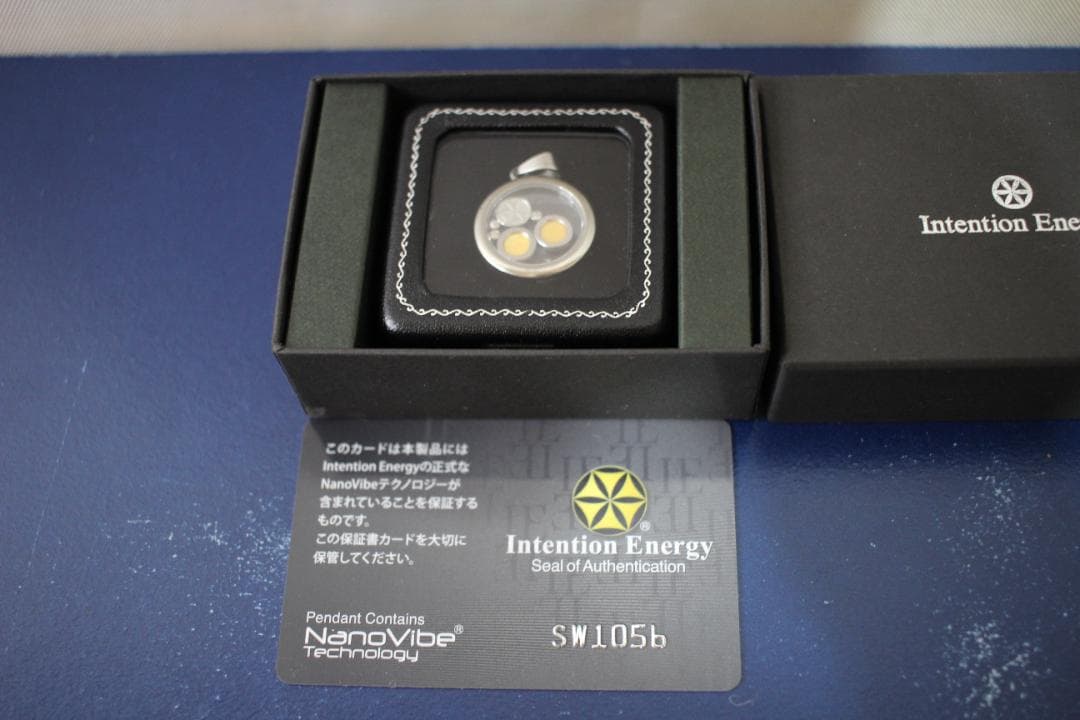 Intention Ene
このカードは本製品には
Intention Energyの正式な
NanoVibeテクノロジーが
含まれていることを保証する
ものです。
この保証書カードを大切に
保管してください。
Intention Energy
Seal of Authentication
Pendant Contains
NanoVibe®
Technology
SW1056